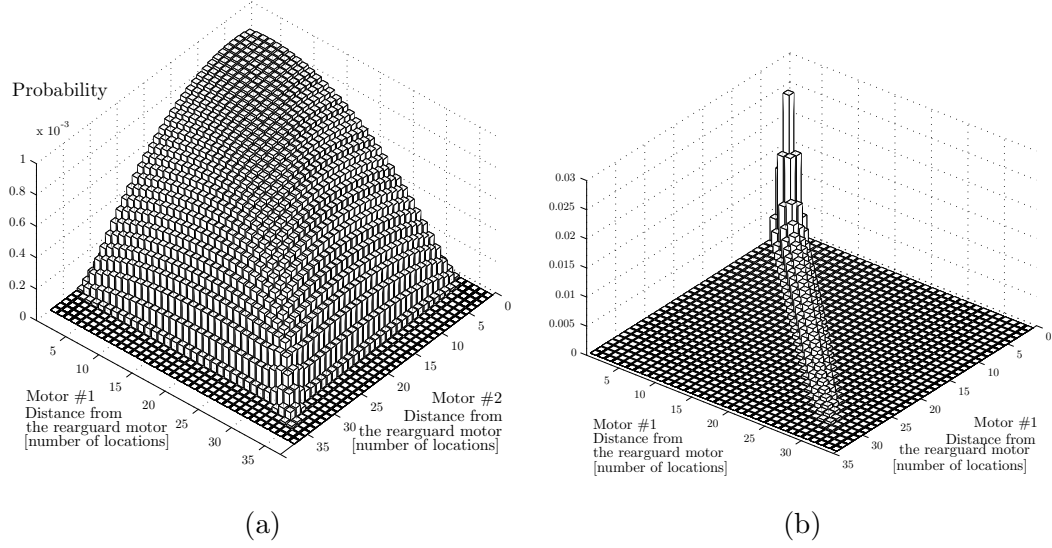 Probability
x 10⁻³
1
0.8
0.6
0.4
0.2
0
5
10
15
20
25
30
35
0
5
10
15
20
25
30
35
Motor #1
Distance from
the rearguard motor
[number of locations]
Motor #2
Distance from
the rearguard motor
[number of locations]
(a)
0.03
0.025
0.02
0.015
0.01
0.005
0
5
10
15
20
25
30
0
5
10
15
20
25
30
35
Motor #1
Distance from
the rearguard motor
[number of locations]
Motor #1
Distance from
the rearguard motor
[number of locations]
(b)